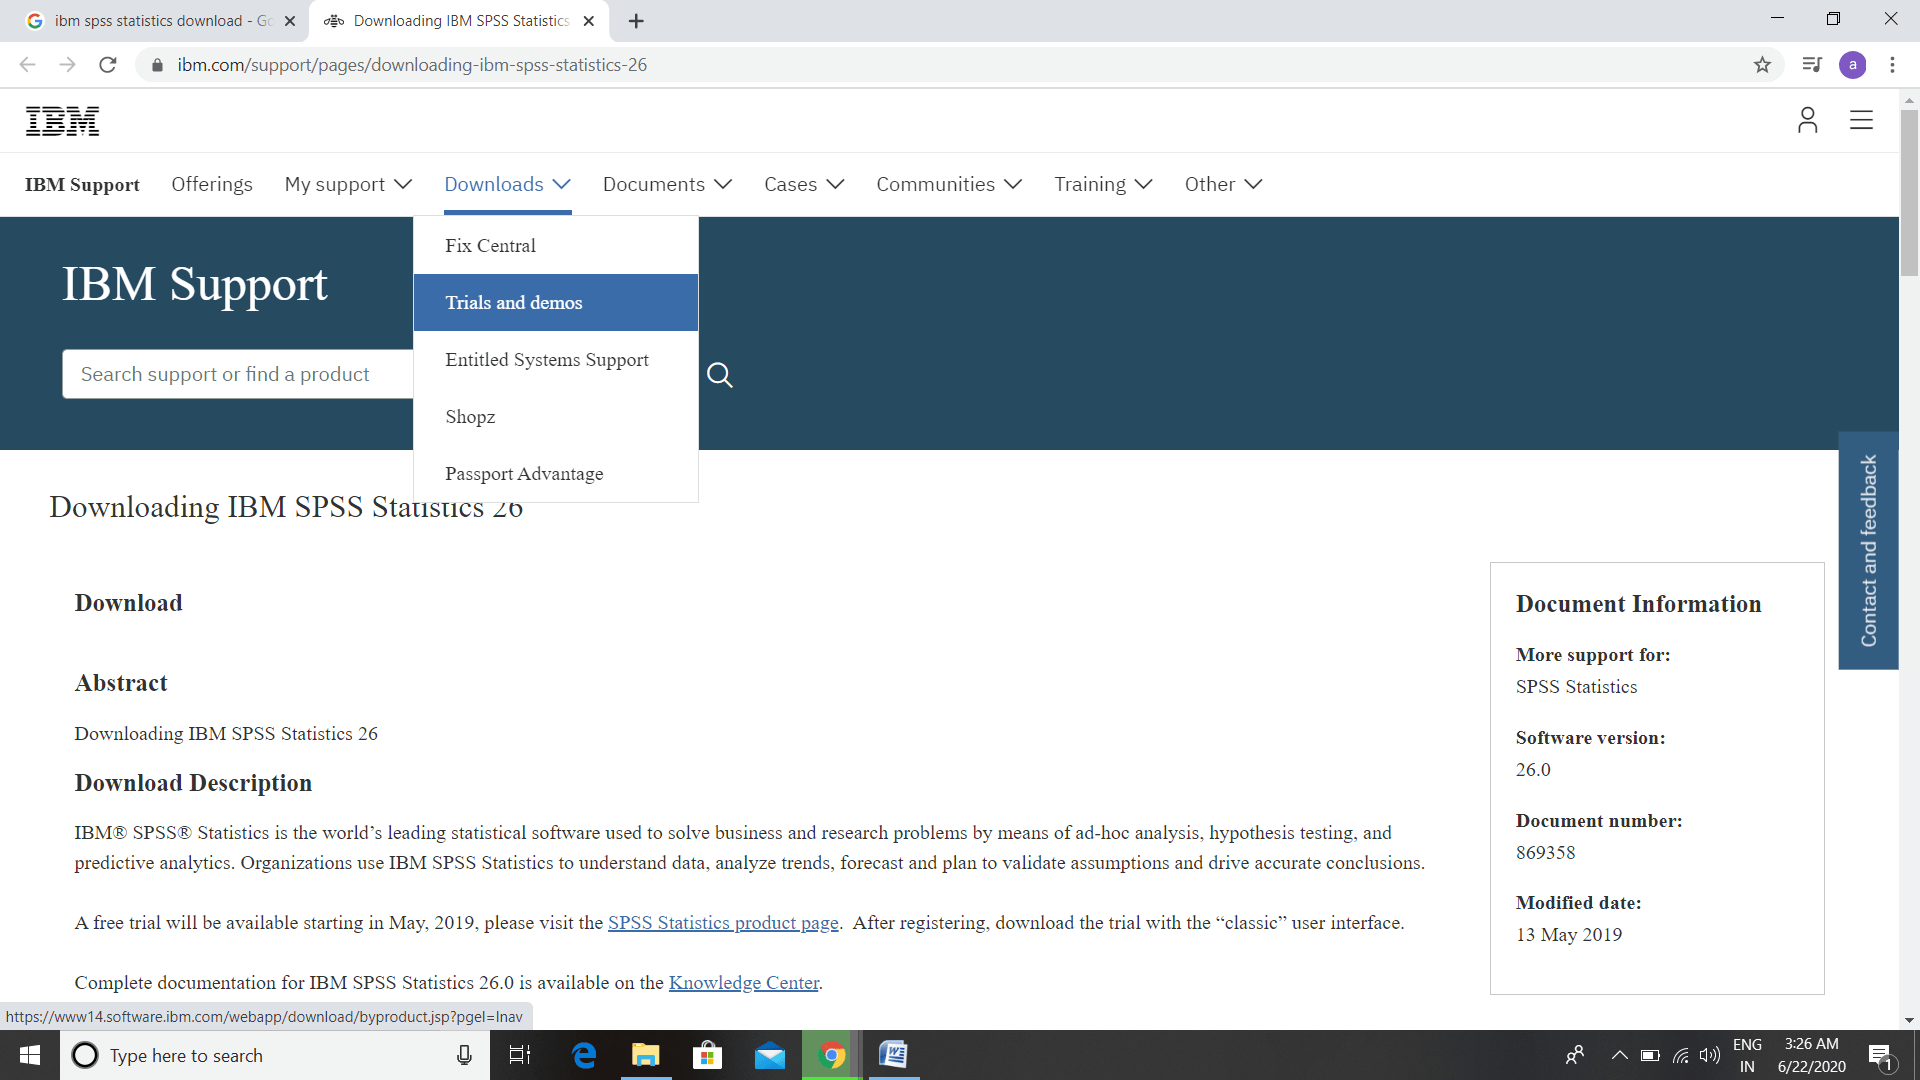 ibm spss statistics download - Go
Downloading IBM SPSS Statistics
ibm.com/support/pages/downloading-ibm-spss-statistics-26
a
IBM
IBM Support Offerings My support Downloads Documents Cases Communities Training Other
Fix Central
Trials and demos
Entitled Systems Support
Shopz
Passport Advantage
IBM Support
Search support or find a product
Contact and feedback
Downloading IBM SPSS Statistics 26
Download
Abstract
Downloading IBM SPSS Statistics 26
Download Description
IBM® SPSS® Statistics is the world’s leading statistical software used to solve business and research problems by means of ad-hoc analysis, hypothesis testing, and
predictive analytics. Organizations use IBM SPSS Statistics to understand data, analyze trends, forecast and plan to validate assumptions and drive accurate conclusions.
A free trial will be available starting in May, 2019, please visit the SPSS Statistics product page.  After registering, download the trial with the “classic” user interface.
Complete documentation for IBM SPSS Statistics 26.0 is available on the Knowledge Center.
Document Information
More support for:
SPSS Statistics
Software version:
26.0
Document number:
869358
Modified date:
13 May 2019
https://www14.software.ibm.com/webapp/download/byproduct.jsp?pgel=lnav
Type here to search
ENG
IN
3:26 AM
6/22/2020
1